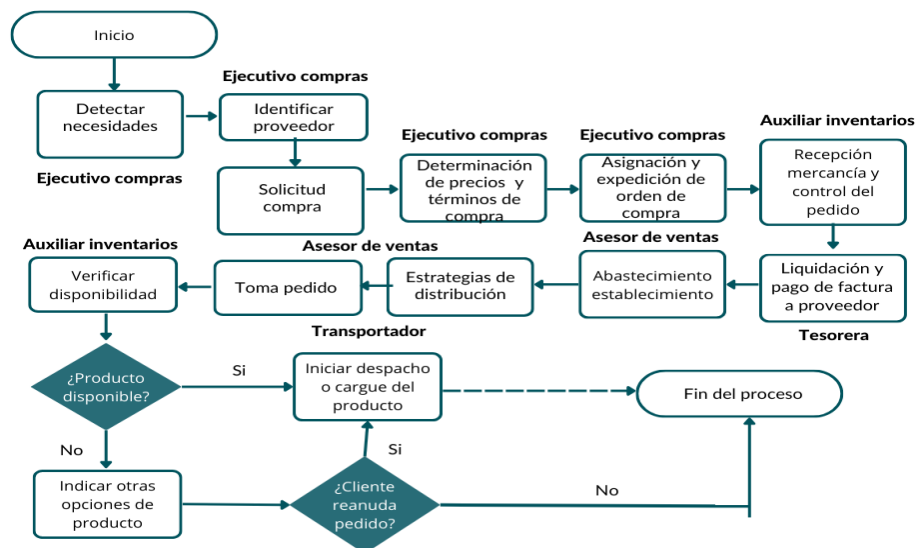 Inicio
Ejecutivo compras
Detectar
necesidades
Ejecutivo compras
Identificar
proveedor
Solicitud
compra
Ejecutivo compras
Determinación
de precios y
términos de
compra
Ejecutivo compras
Asignación y
expedición de
orden de
compra
Auxiliar inventarios
Recepción
mercancía y
control del
pedido
Liquidación y
pago de factura
a proveedor
Tesorera
Asesor de ventas
Abastecimiento
establecimiento
Asesor de ventas
Estrategias de
distribución
Toma pedido
Auxiliar inventarios
Verificar
disponibilidad
¿Producto
disponible?
Si
Transportador
Iniciar despacho
o cargue del
producto
Fin del proceso
No
Indicar otras
opciones de
producto
¿Cliente
reanuda
pedido?
Si
No